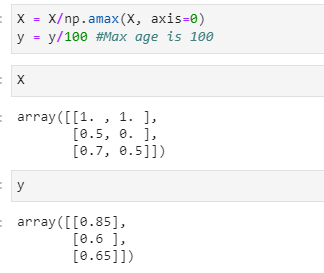 X = X/np.amax(X, axis=0)
y = y/100 #Max age is 100
X
array([[1. , 1. ],
[0.5, 0. ],
[0.7, 0.5]])
y
array([[0.85],
[0.6 ],
[0.65]])